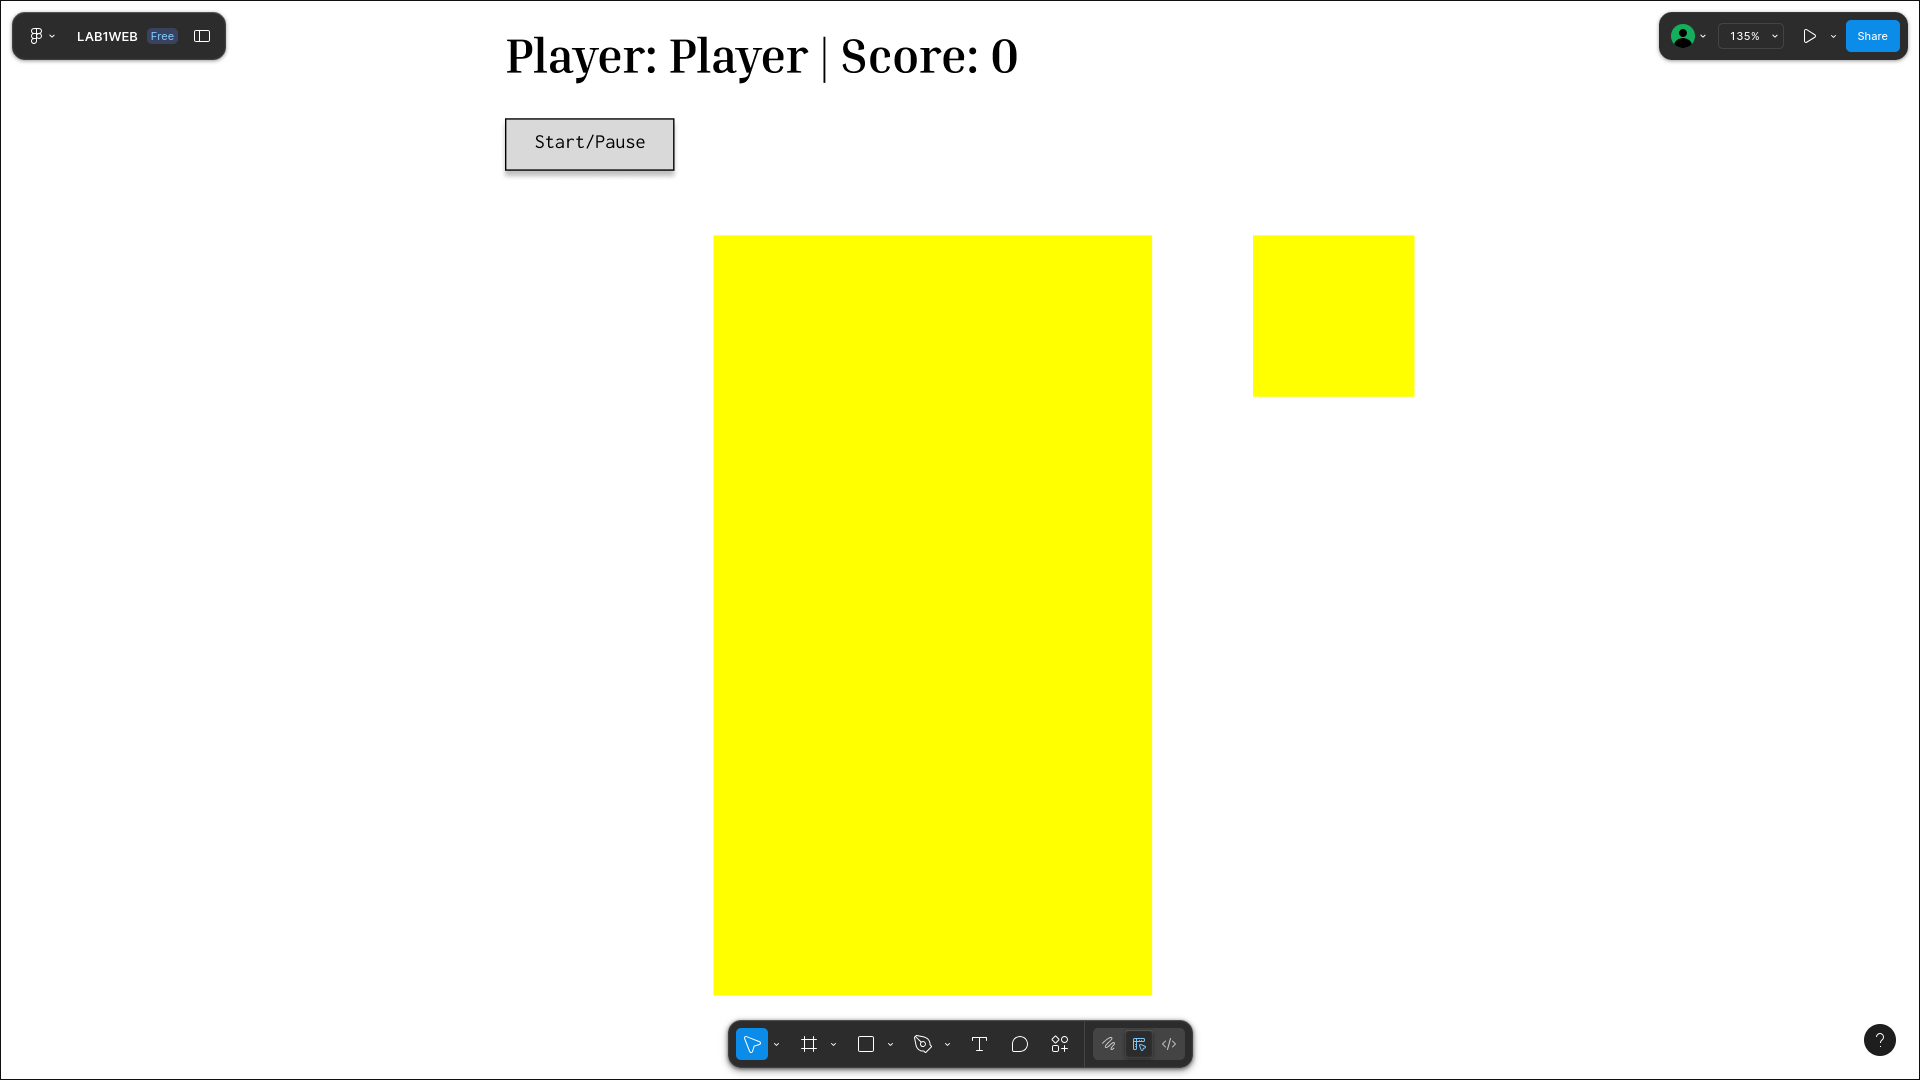 LAB1WEB Free
Player: Player | Score: 0
135%
Share
Start/Pause
?